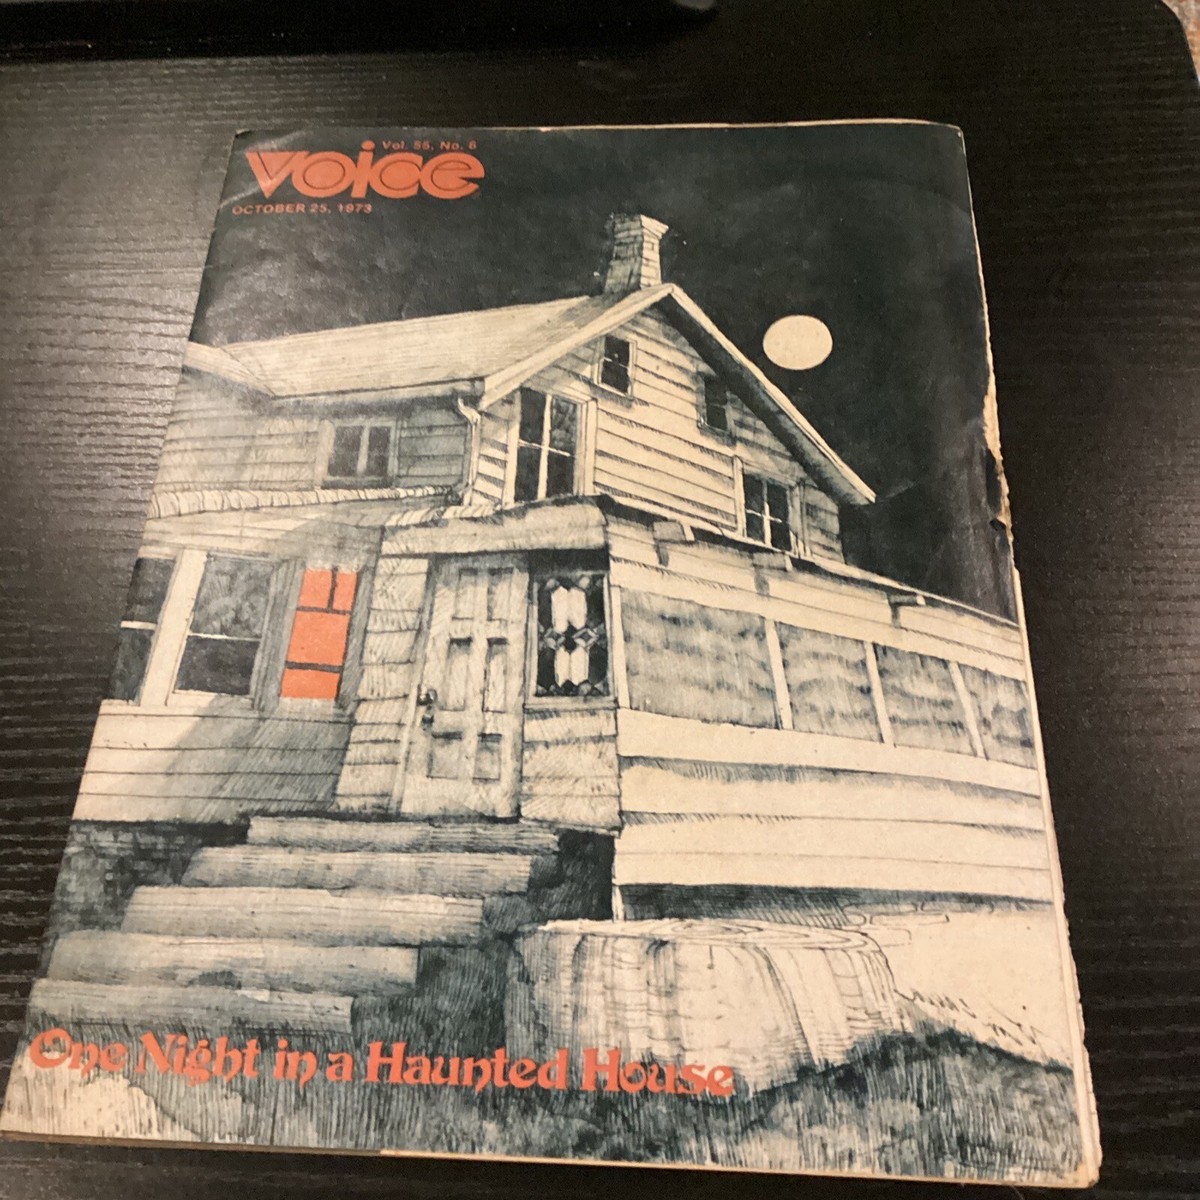 Vol. 55, No. 6
voice
OCTOBER 25, 1973
One Night in a Haunted House